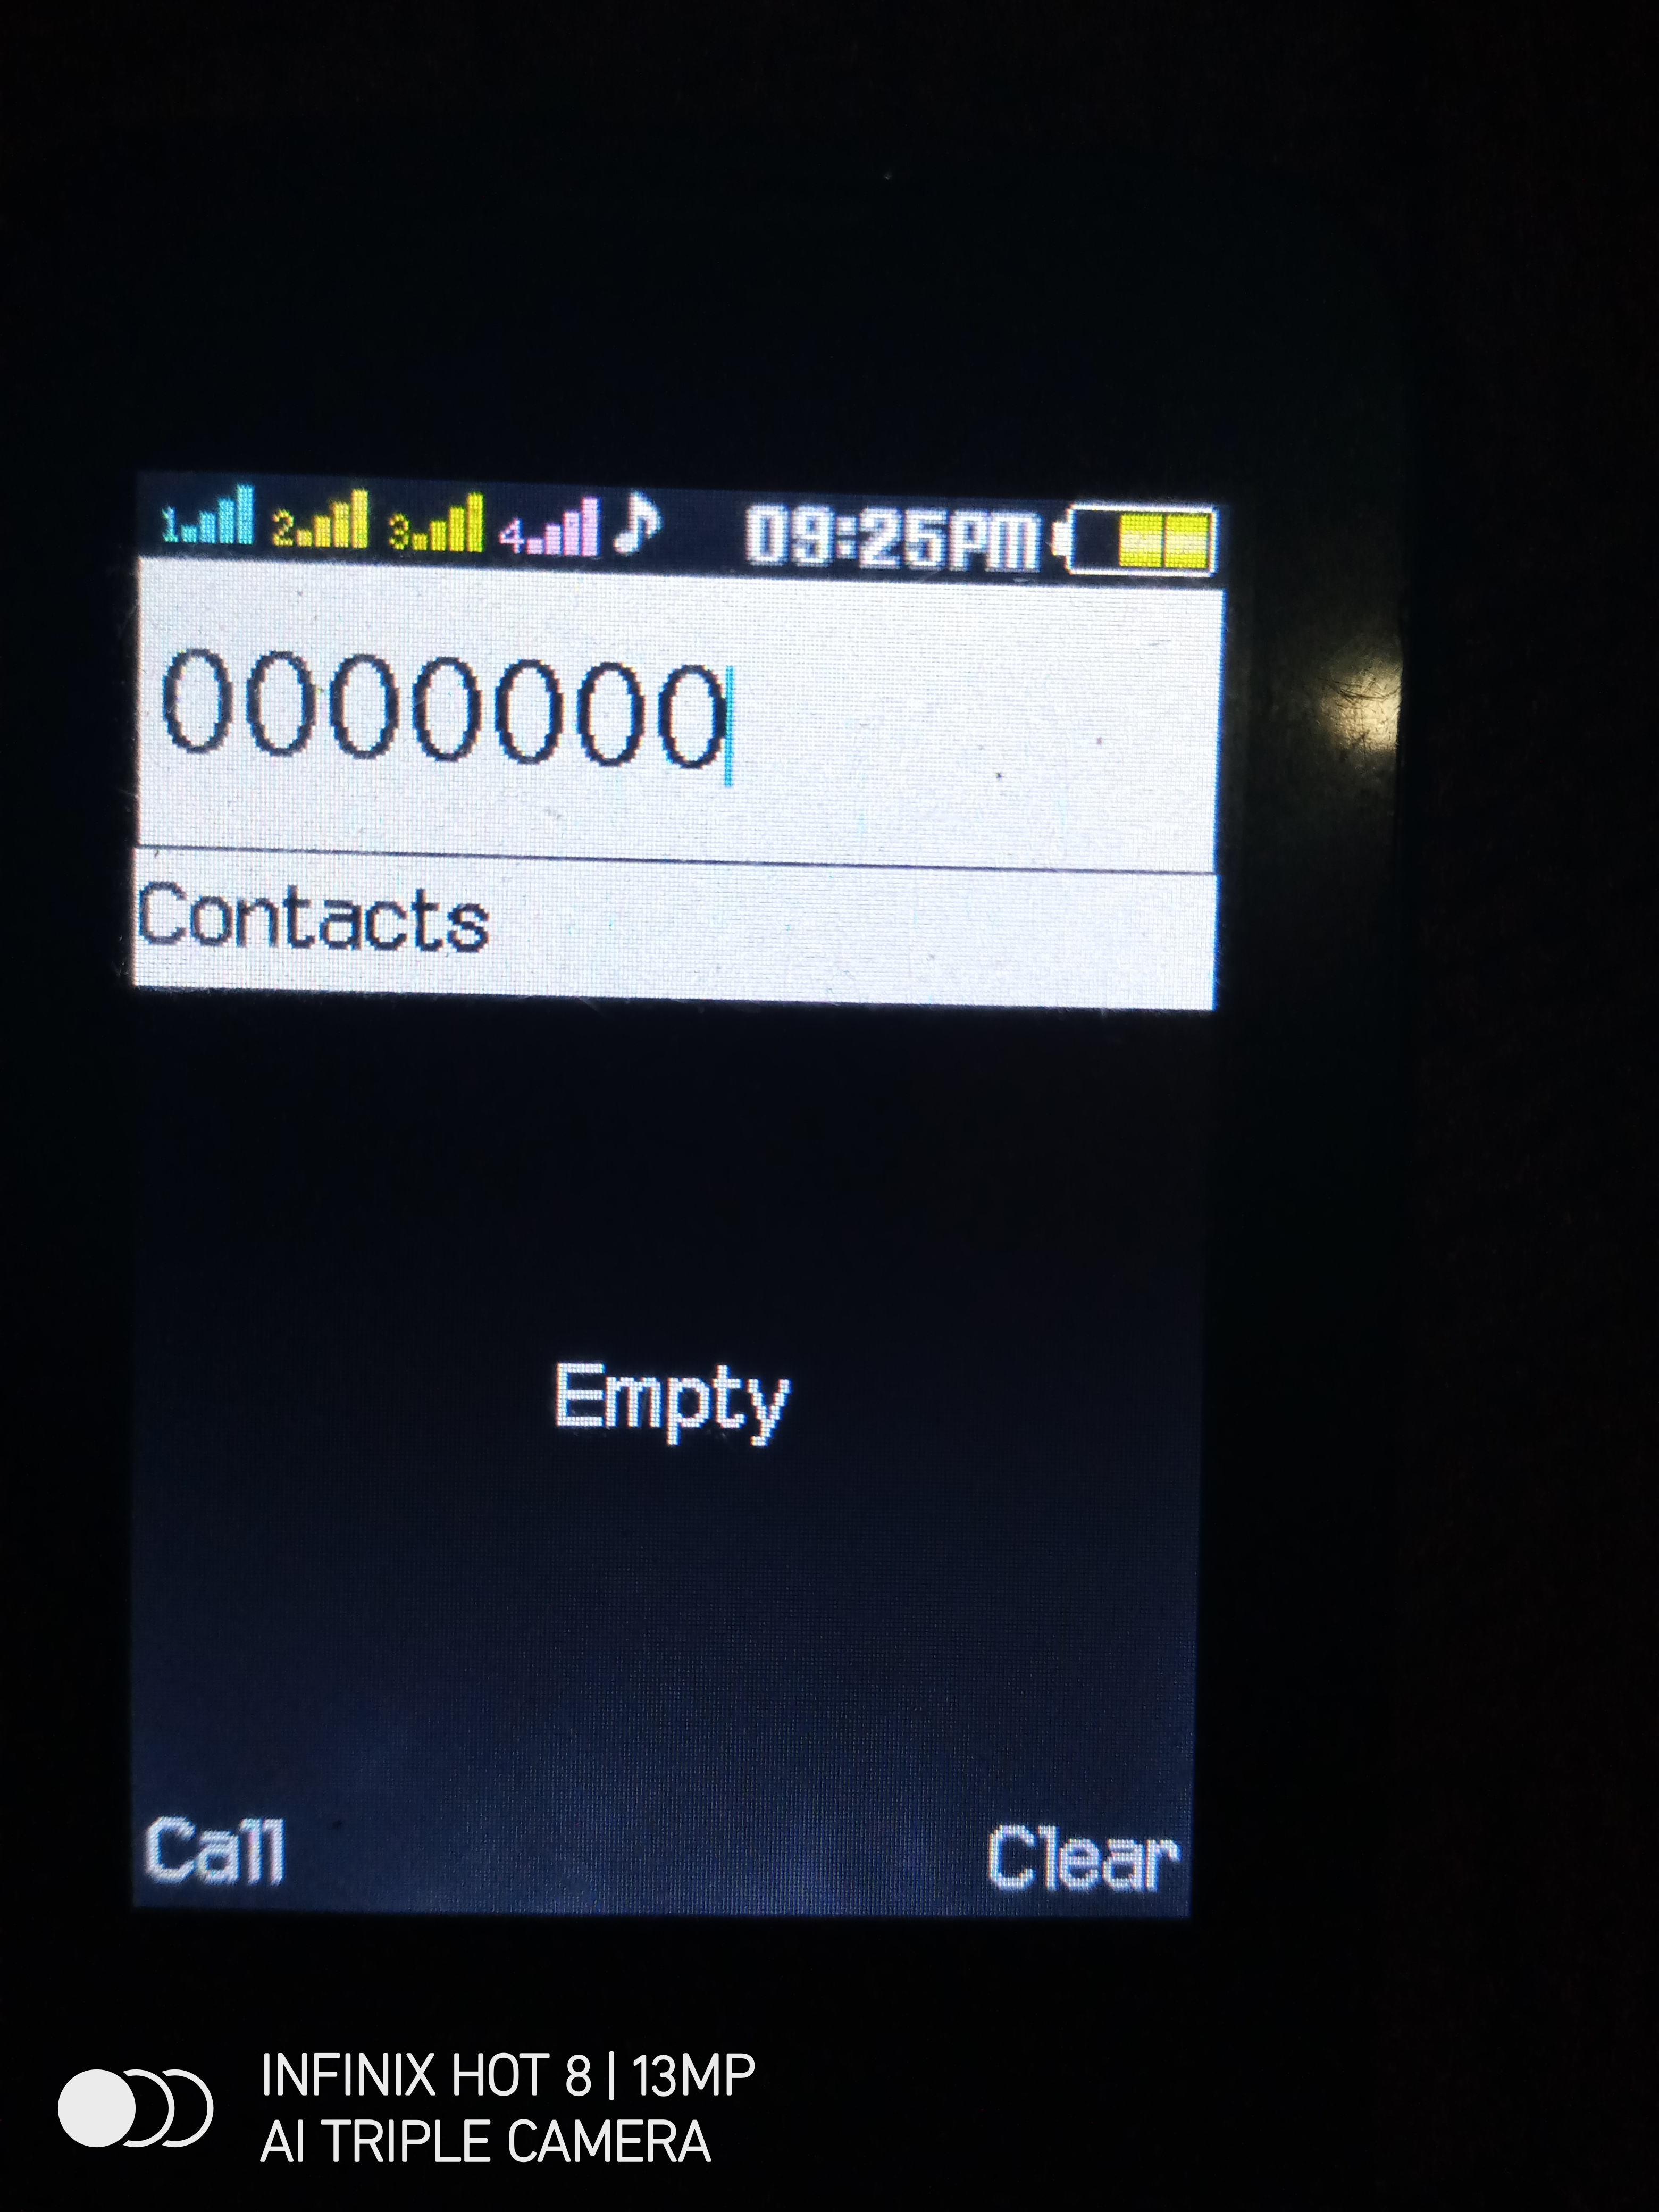 1 2 3 4 09:25PM
0000000
Contacts
Empty
Call Clear
INFINIX HOT 8 | 13MP
AI TRIPLE CAMERA